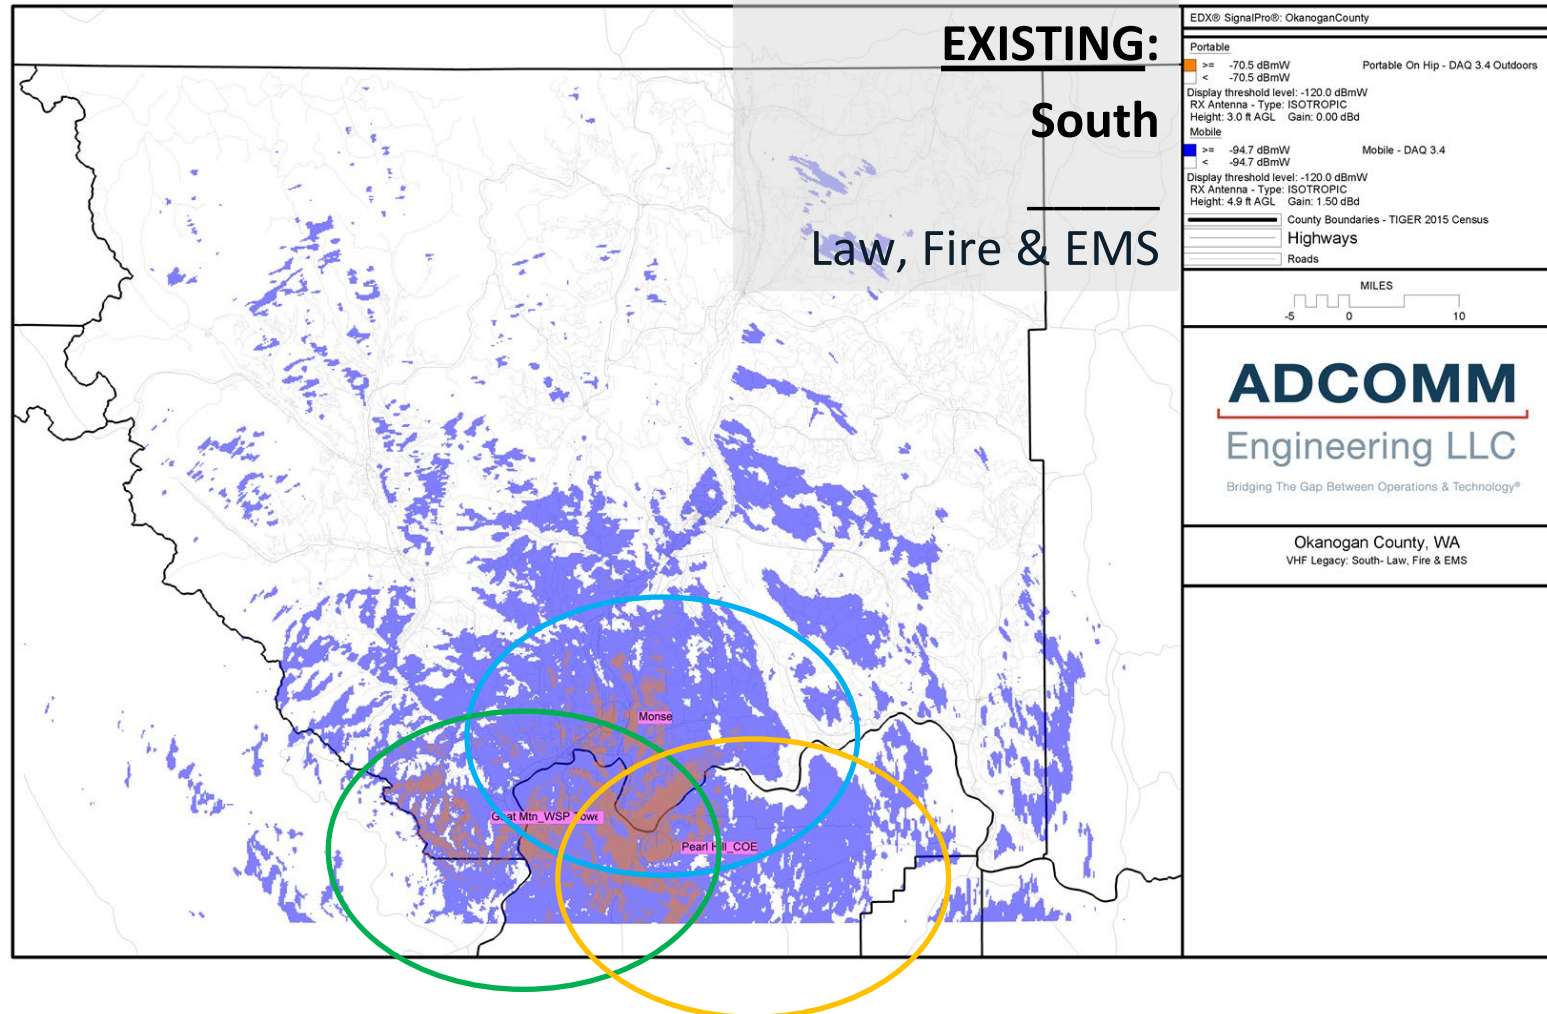 EXISTING:
South
Law, Fire & EMS
EDX® SignalPro®: OkanoganCounty
Portable
>= -70.5 dBmW Portable On Hip - DAQ 3.4 Outdoors
< -70.5 dBmW
Display threshold level: -120.0 dBmW
RX Antenna - Type: ISOTROPIC
Height: 3.0 ft AGL Gain: 0.00 dBd
Mobile
>= -94.7 dBmW Mobile - DAQ 3.4
< -94.7 dBmW
Display threshold level: -120.0 dBmW
RX Antenna - Type: ISOTROPIC
Height: 4.9 ft AGL Gain: 1.50 dBd
County Boundaries - TIGER 2015 Census
Highways
Roads
MILES
-5 0 10
ADCOMM
Engineering LLC
Bridging The Gap Between Operations & Technology®
Okanogan County, WA
VHF Legacy: South- Law, Fire & EMS
Monse
Goat Mtn_WSP Towe
Pearl Hill_COE